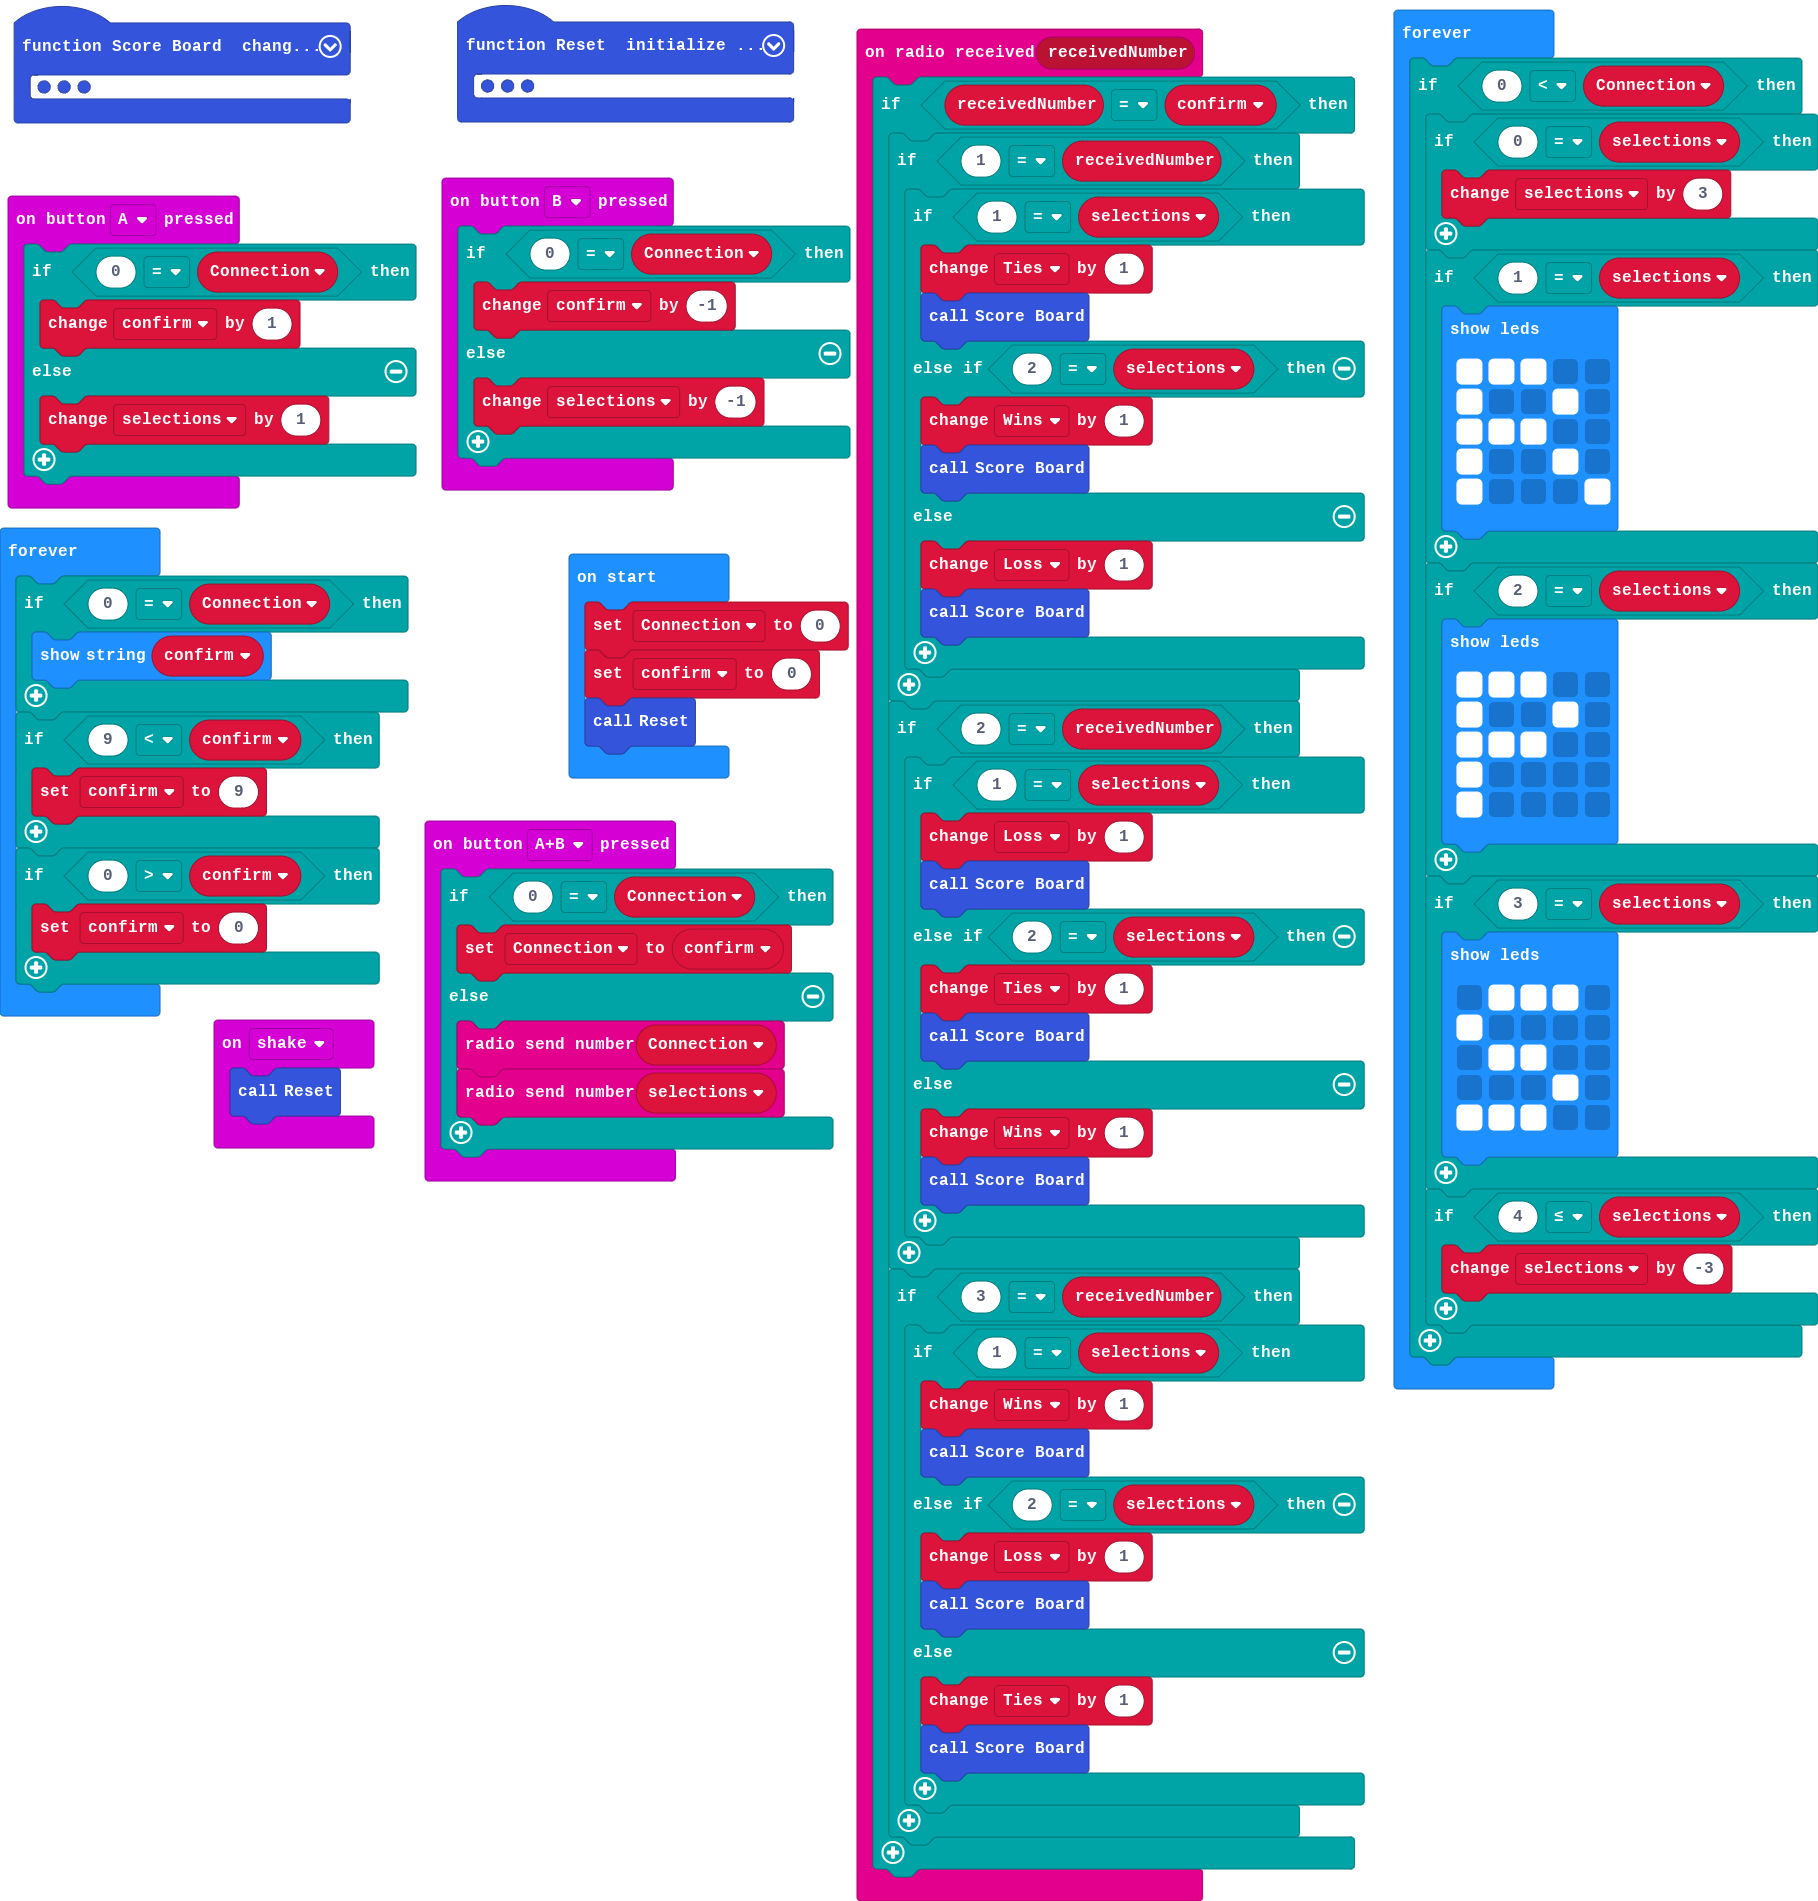 function Score Board chang...
function Reset initialize ...
on button A pressed
if 0 = Connection then
change confirm by 1
else
change selections by 1
on button B pressed
if 0 = Connection then
change confirm by -1
else
change selections by -1
forever
if 0 = Connection then
show string confirm
if 9 < confirm then
set confirm to 9
if 0 > confirm then
set confirm to 0
on start
set Connection to 0
set confirm to 0
call Reset
on button A+B pressed
if 0 = Connection then
set Connection to confirm
else
radio send number Connection
radio send number selections
on shake
call Reset
on radio received receivedNumber
if receivedNumber = confirm then
if 1 = receivedNumber then
if 1 = selections then
change Ties by 1
call Score Board
else if 2 = selections then
change Wins by 1
call Score Board
else
change Loss by 1
call Score Board
if 2 = receivedNumber then
if 1 = selections then
change Loss by 1
call Score Board
else if 2 = selections then
change Ties by 1
call Score Board
else
change Wins by 1
call Score Board
if 3 = receivedNumber then
if 1 = selections then
change Wins by 1
call Score Board
else if 2 = selections then
change Loss by 1
call Score Board
else
change Ties by 1
call Score Board
forever
if 0 < Connection then
if 0 = selections then
change selections by 3
if 1 = selections then
show leds
if 2 = selections then
show leds
if 3 = selections then
show leds
if 4 ≤ selections then
change selections by -3